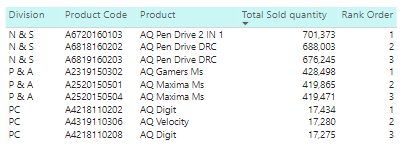 Division Product Code Product Total Sold quantity Rank Order
N & S A6720160103 AQ Pen Drive 2 IN 1 701,373 1
N & S A6818160202 AQ Pen Drive DRC 688,003 2
N & S A6819160203 AQ Pen Drive DRC 676,245 3
P & A A2319150302 AQ Gamers Ms 428,498 1
P & A A2520150501 AQ Maxima Ms 419,865 2
P & A A2520150504 AQ Maxima Ms 419,471 3
PC A4218110202 AQ Digit 17,434 1
PC A4319110306 AQ Velocity 17,280 2
PC A4218110208 AQ Digit 17,275 3